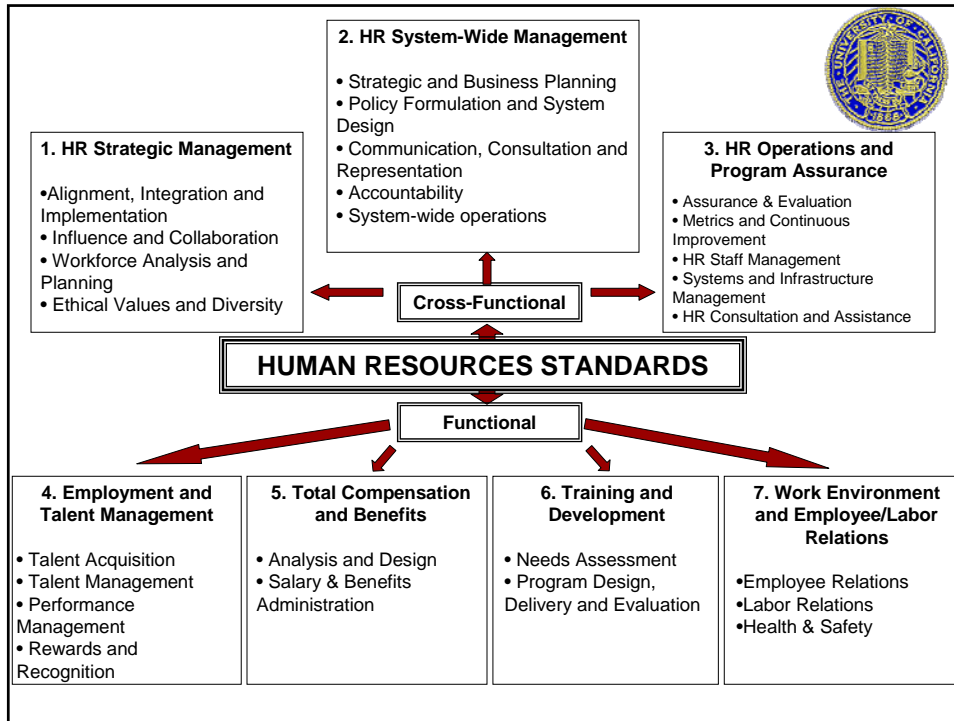 2. HR System-Wide Management
• Strategic and Business Planning
• Policy Formulation and System
Design
• Communication, Consultation and
Representation
• Accountability
• System-wide operations
THE UNIVERSITY OF CALIFORNIA
1868
1. HR Strategic Management
•Alignment, Integration and
Implementation
• Influence and Collaboration
• Workforce Analysis and
Planning
• Ethical Values and Diversity
3. HR Operations and
Program Assurance
• Assurance & Evaluation
• Metrics and Continuous
Improvement
• HR Staff Management
• Systems and Infrastructure
Management
• HR Consultation and Assistance
Cross-Functional
HUMAN RESOURCES STANDARDS
Functional
4. Employment and
Talent Management
• Talent Acquisition
• Talent Management
• Performance
Management
• Rewards and
Recognition
5. Total Compensation
and Benefits
• Analysis and Design
• Salary & Benefits
Administration
6. Training and
Development
• Needs Assessment
• Program Design,
Delivery and Evaluation
7. Work Environment
and Employee/Labor
Relations
•Employee Relations
•Labor Relations
•Health & Safety